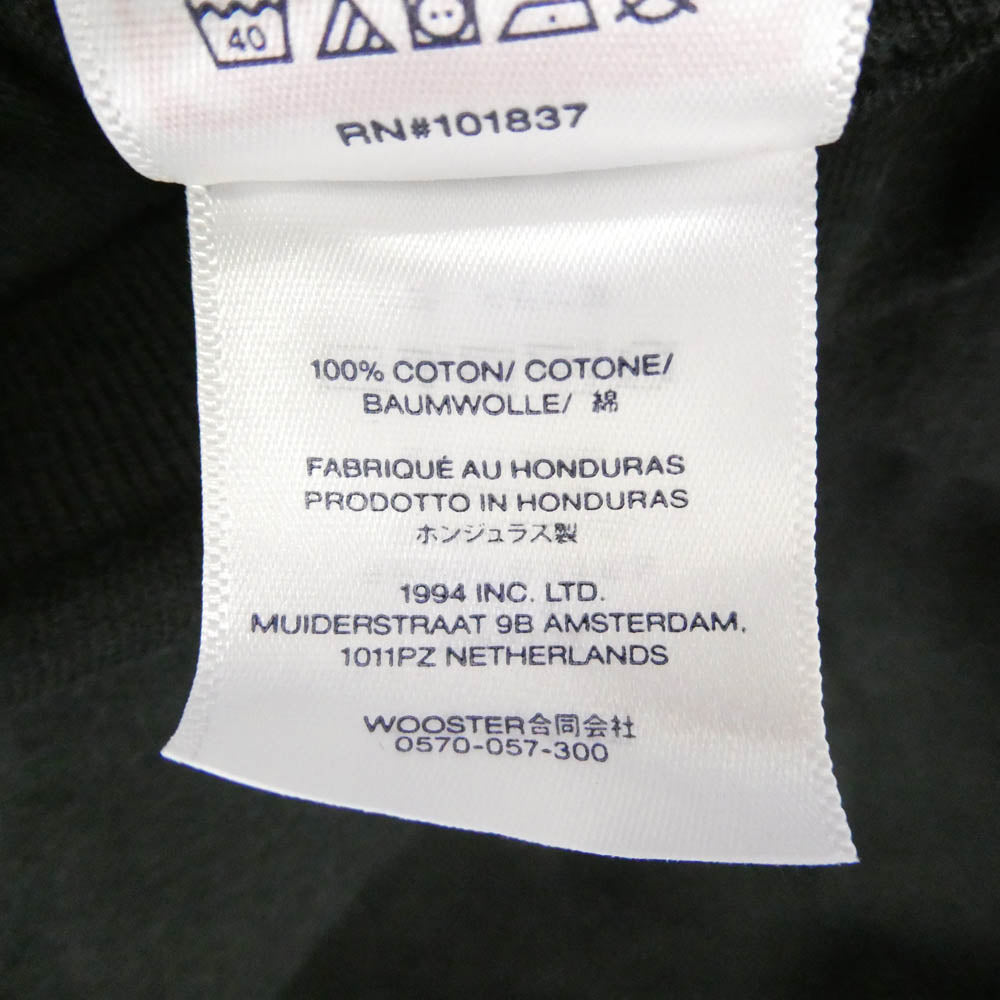 40
RN#101837
100% COTON/ COTONE/
BAUMWOLLE/ 綿
FABRIQUÉ AU HONDURAS
PRODOTTO IN HONDURAS
ホンジュラス製
1994 INC. LTD.
MUIDERSTRAAT 9B AMSTERDAM,
1011PZ NETHERLANDS
WOOSTER合同会社
0570-057-300